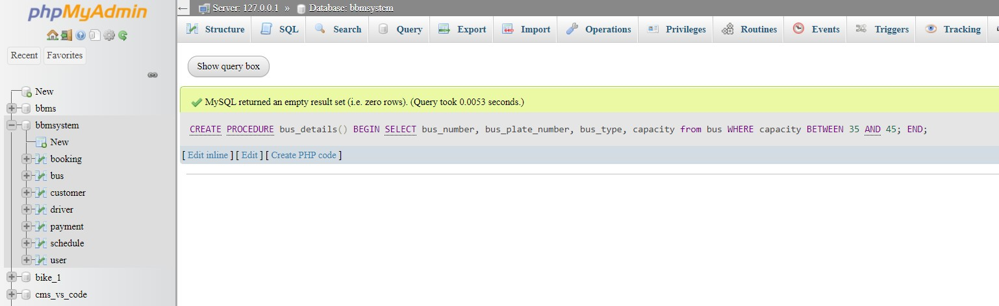 phpMyAdmin
Recent Favorites
New
bbms
bbmsystem
New
booking
bus
customer
driver
payment
schedule
user
bike_1
cms_vs_code
← Server: 127.0.0.1 » Database: bbmsystem
Structure SQL Search Query Export Import Operations Privileges Routines Events Triggers Tracking
Show query box
MySQL returned an empty result set (i.e. zero rows). (Query took 0.0053 seconds.)
CREATE PROCEDURE bus_details() BEGIN SELECT bus_number, bus_plate_number, bus_type, capacity from bus WHERE capacity BETWEEN 35 AND 45; END;
[ Edit inline ] [ Edit ] [ Create PHP code ]